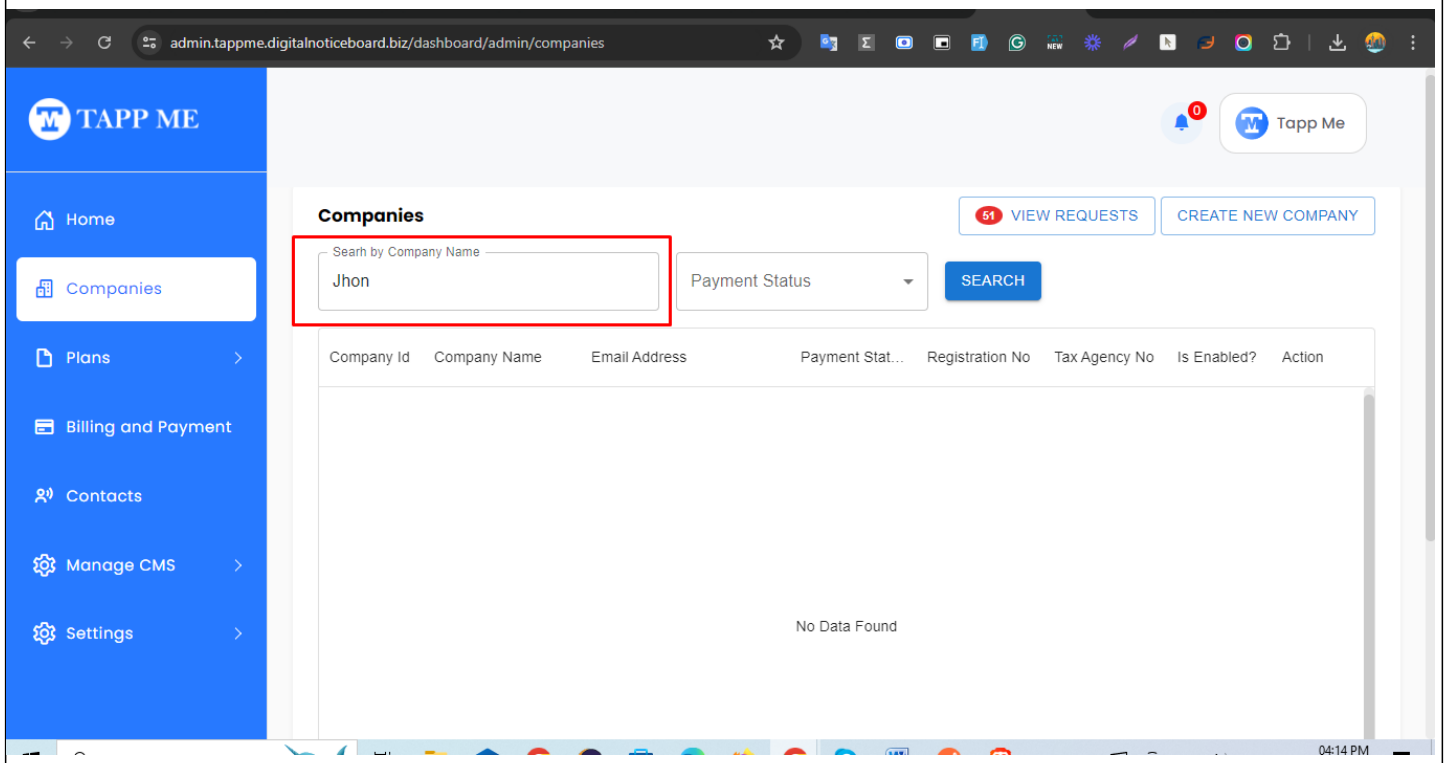 admin.tappme.digitalnoticeboard.biz/dashboard/admin/companies
NEW
TAPP ME
0
Tapp Me
Home
Companies
Plans
Billing and Payment
Contacts
Manage CMS
Settings
Companies
51 VIEW REQUESTS
CREATE NEW COMPANY
Searh by Company Name
Jhon
Payment Status
SEARCH
Company Id Company Name Email Address Payment Stat... Registration No Tax Agency No Is Enabled? Action
No Data Found
04:14 PM